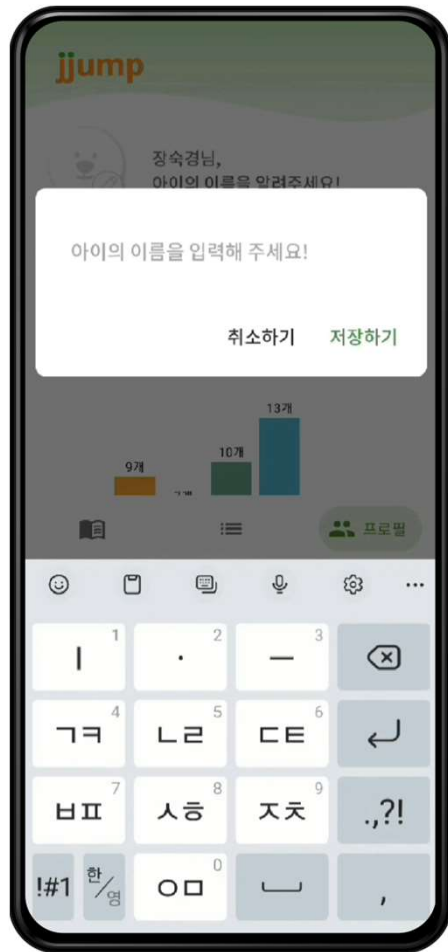 jjump
장숙경님,
아이의 이름을 알려주세요!
아이의 이름을 입력해 주세요!
취소하기 저장하기
13개
10개
9개
프로필
ㅣ 1 · 2 ㅡ 3
ㄱㅋ 4 ㄴㄹ 5 ㄷㅌ 6
ㅂㅍ 7 ㅅㅎ 8 ㅈㅊ 9 .,?!
!#1 한/영 ㅇㅁ 0 ,